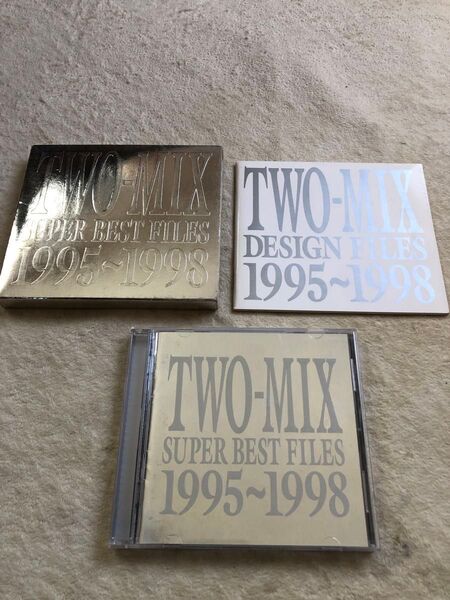 TWO-MIX
SUPER BEST FILES
1995~1998
TWO-MIX
DESIGN FILES
1995~1998
TWO-MIX
SUPER BEST FILES
1995~1998